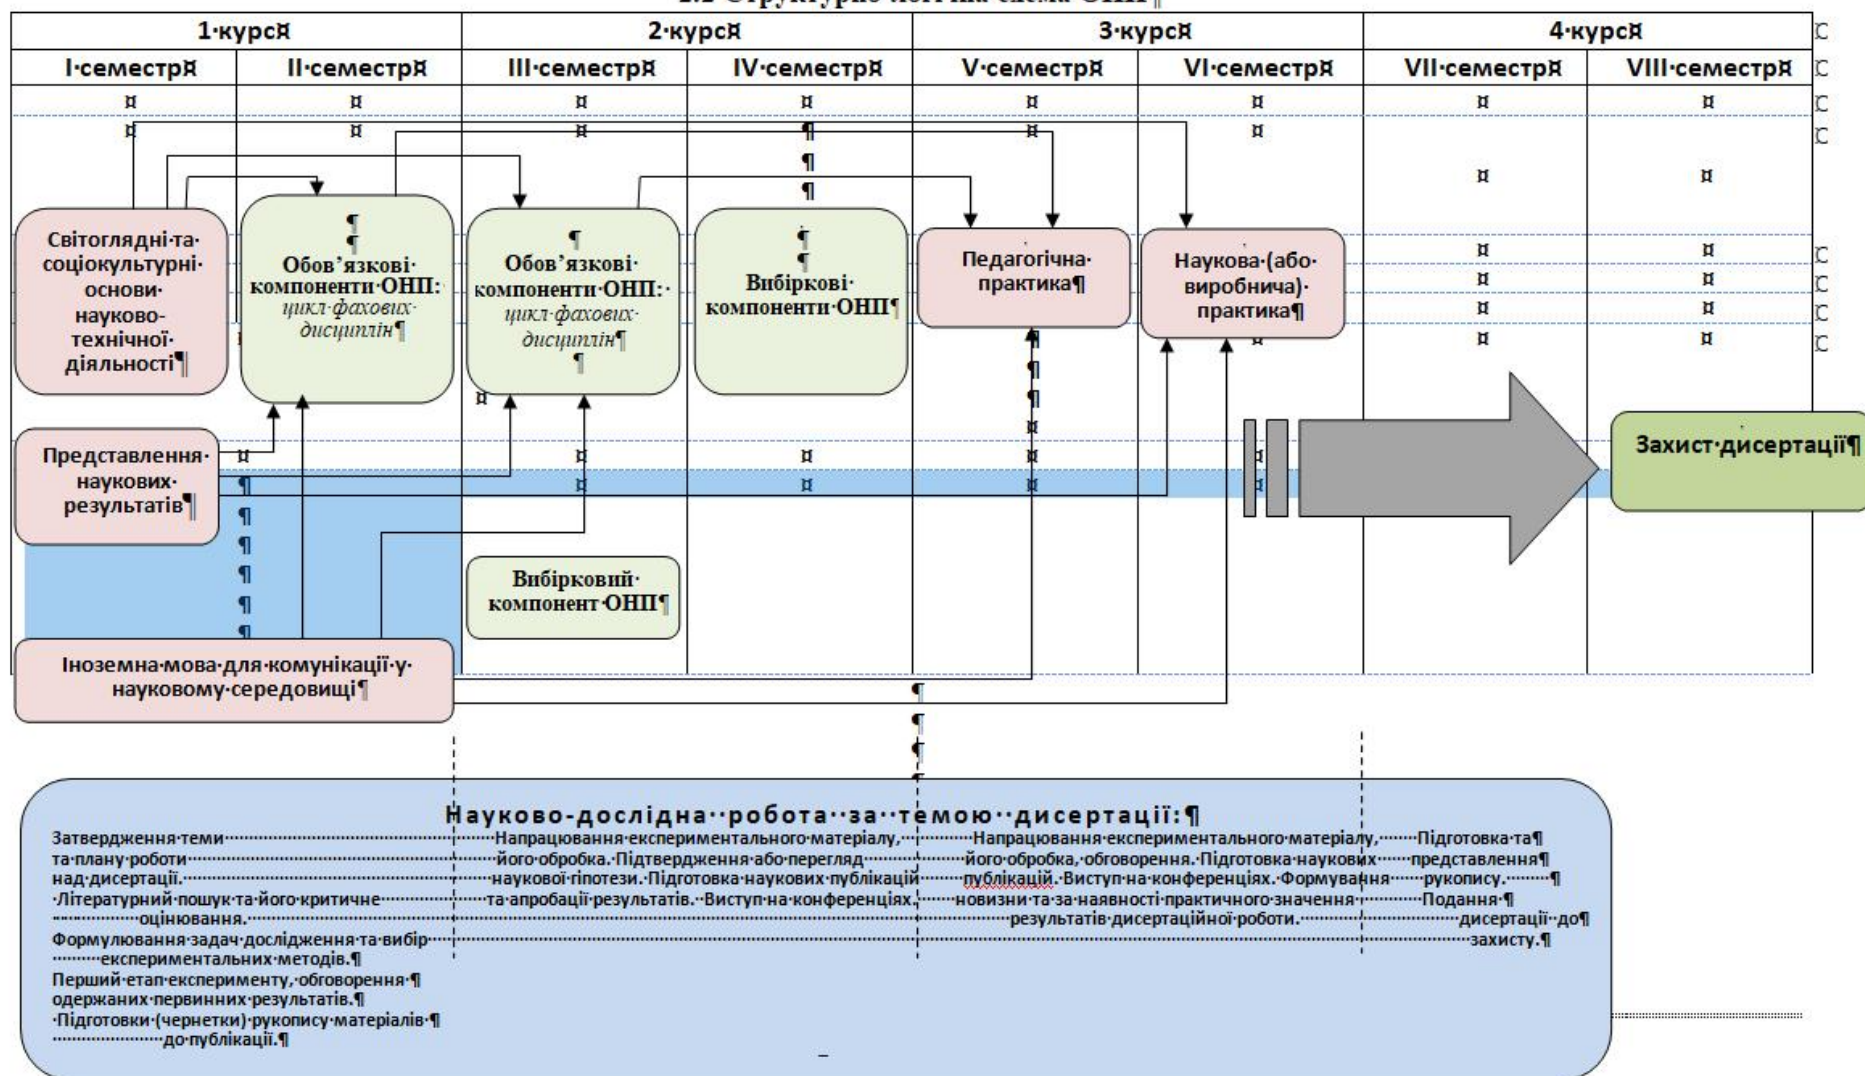 2.2 Структурно-логічна схема ОНП
1 курс 2 курс 3 курс 4 курс
I семестр II семестр III семестр IV семестр V семестр VI семестр VII семестр VIII семестр
Світоглядні та
соціокультурні
основи
науково-
технічної
діяльності
Обов’язкові
компоненти ОНП:
цикл фахових
дисциплін
Обов’язкові
компоненти ОНП:
цикл фахових
дисциплін
Вибіркові
компоненти ОНП
Педагогічна
практика
Наукова (або
виробнича)
практика
Представлення
наукових
результатів
Захист дисертації
Вибірковий
компонент ОНП
Іноземна мова для комунікації у
науковому середовищі
Науково-дослідна робота за темою дисертації:
Затвердження теми Напрацювання експериментального матеріалу, Напрацювання експериментального матеріалу, Підготовка та
та плану роботи його обробка. Підтвердження або перегляд його обробка, обговорення. Підготовка наукових представлення
над дисертації. наукової гіпотези. Підготовка наукових публікацій публікацій. Виступ на конференціях. Формування рукопису.
Літературний пошук та його критичне та апробації результатів. Виступ на конференціях. новизни та за наявності практичного значення Подання
оцінювання. результатів дисертаційної роботи. дисертації до
Формулювання задач дослідження та вибір захисту.
експериментальних методів.
Перший етап експерименту, обговорення
одержаних первинних результатів.
Підготовки (чернетки) рукопису матеріалів
до публікації.